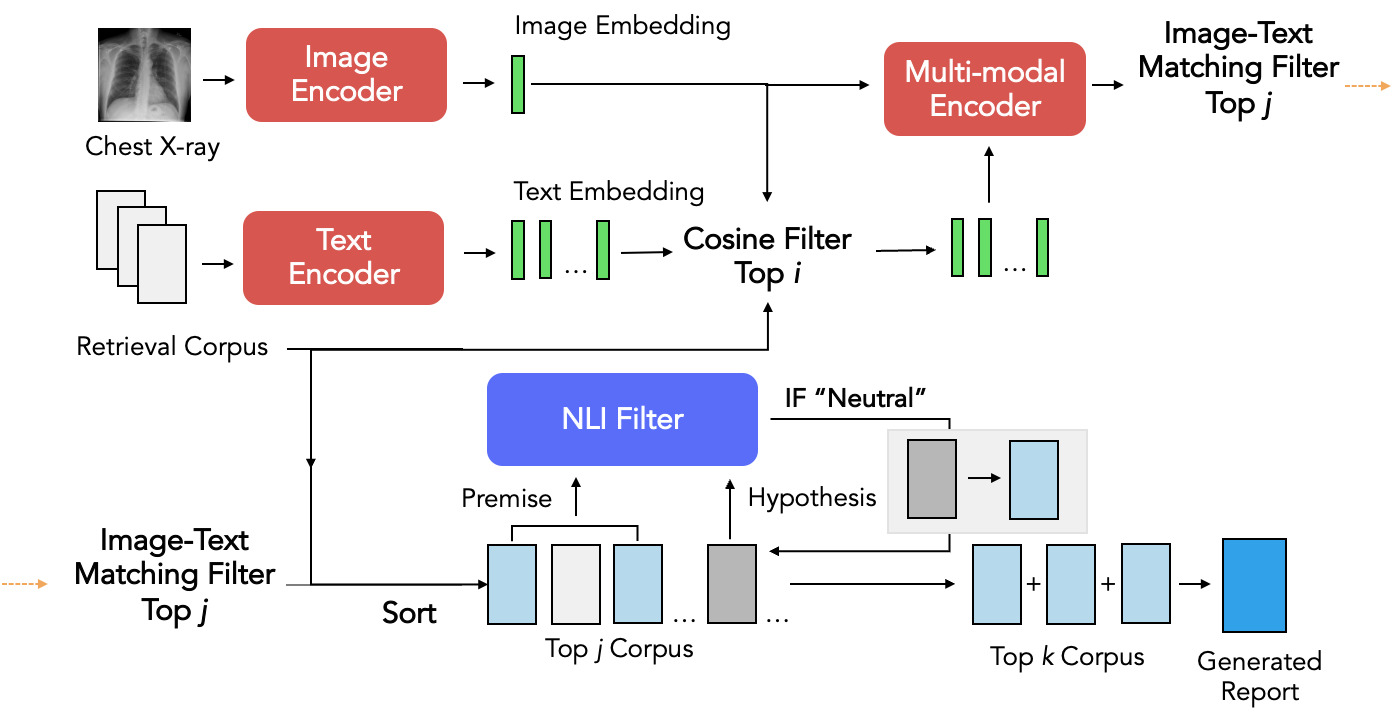 Image Embedding
Image
Encoder
Multi-modal
Encoder
Image-Text
Matching Filter
Top j
Chest X-ray
Text Embedding
Text
Encoder
...
Cosine Filter
Top i
...
Retrieval Corpus
NLI Filter
IF “Neutral”
Premise
Hypothesis
Image-Text
Matching Filter
Top j
Sort
...
...
+
+
Top j Corpus
Top k Corpus
Generated
Report